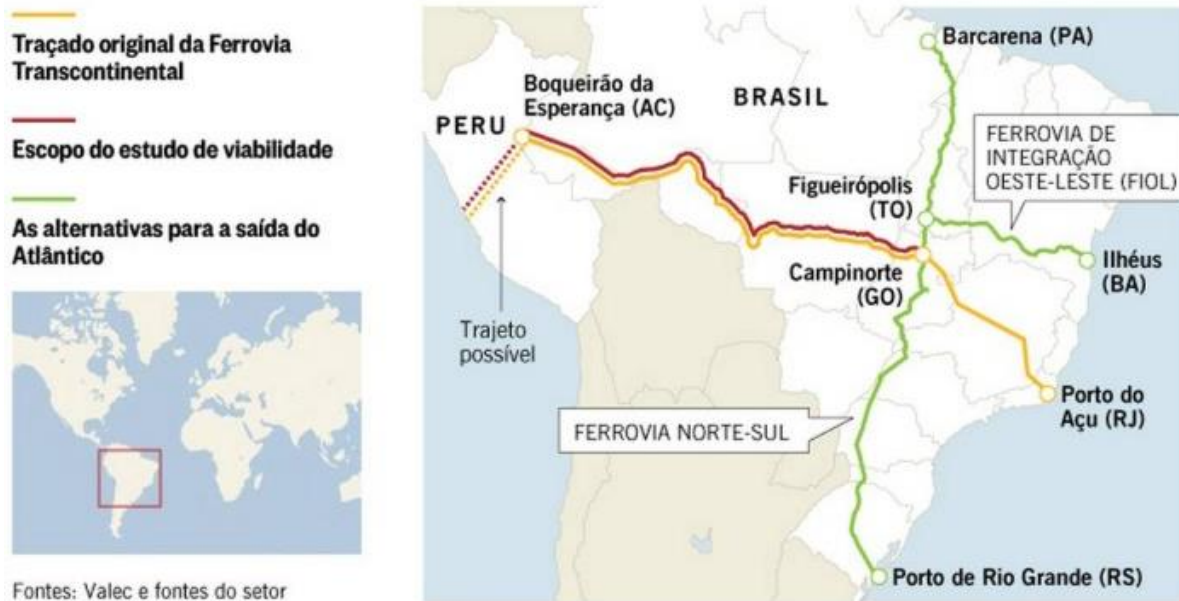 Traçado original da Ferrovia
Transcontinental
Escopo do estudo de viabilidade
As alternativas para a saída do
Atlântico
Fontes: Valec e fontes do setor
Barcarena (PA)
Boqueirão da
Esperança (AC)
BRASIL
PERU
FERROVIA DE
INTEGRAÇÃO
OESTE-LESTE (FIOL)
Figueirópolis
(TO)
Ilhéus
(BA)
Campinorte
(GO)
Trajeto
possível
Porto do
Açu (RJ)
FERROVIA NORTE-SUL
Porto de Rio Grande (RS)